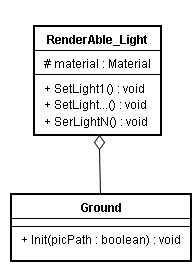 RenderAble_Light
# material : Material
+ SetLight1() : void
+ SetLight...() : void
+ SerLightN() : void
Ground
+ Init(picPath : boolean) : void